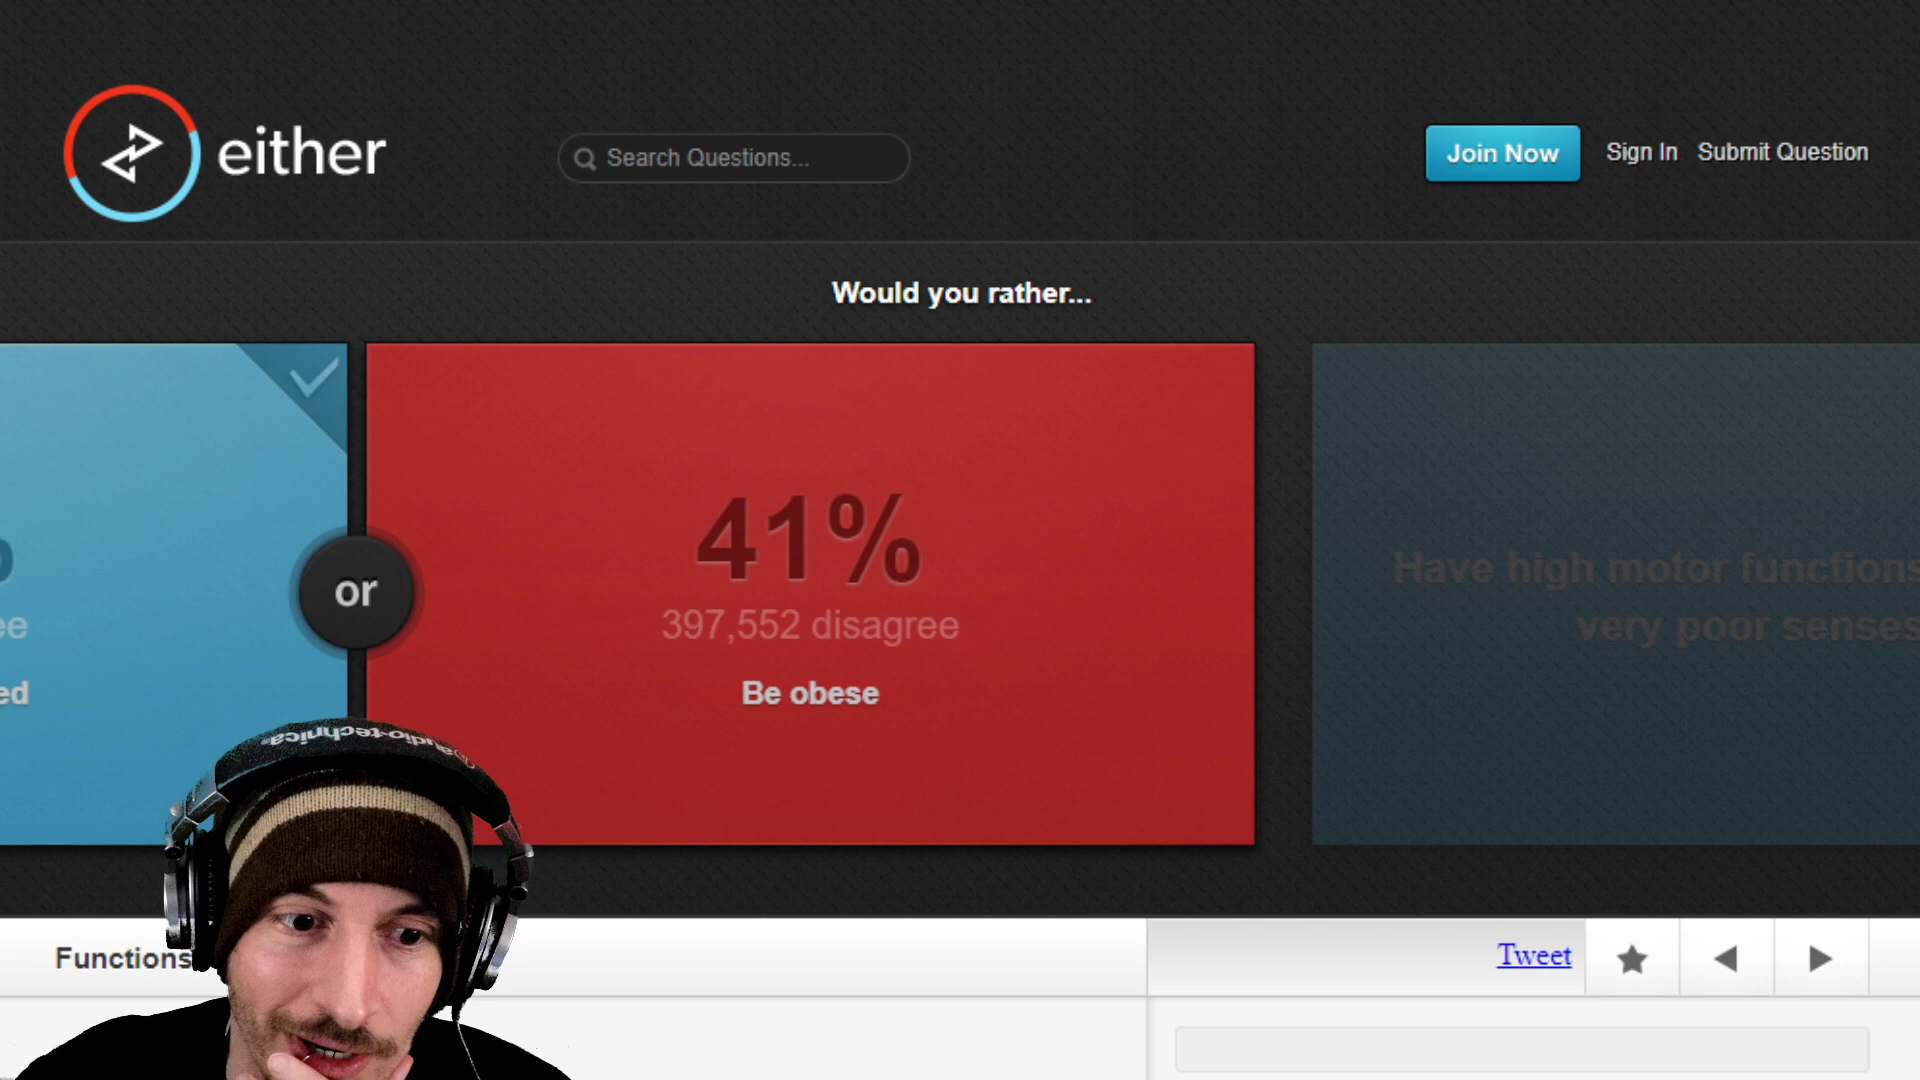 either
Search Questions...
Join Now
Sign In
Submit Question
Would you rather...
41%
397,552 disagree
Be obese
or
Have high motor functions
very poor senses
audio-technica
Functions
Tweet